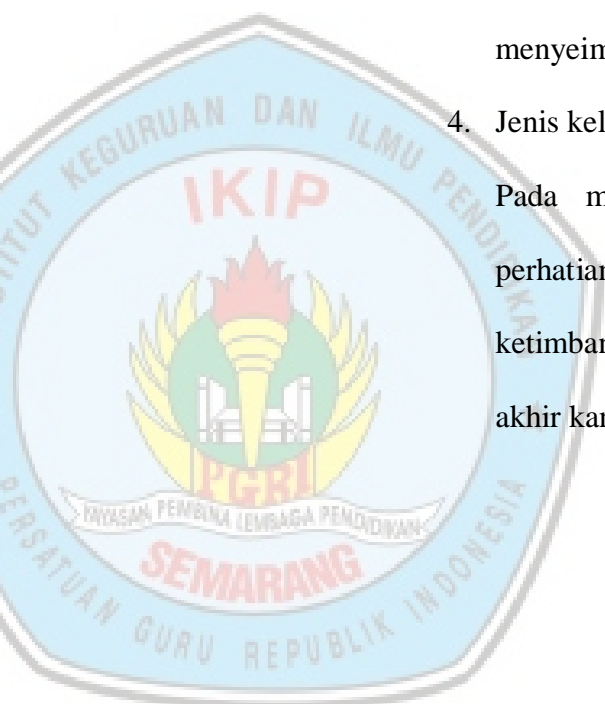 menyeim
4. Jenis kel
Pada m
perhatian
ketimban
akhir kar
INSTITUT KEGURUAN DAN ILMU PENDIDIKAN
IKIP
PGRI
YAYASAN PEMBINA LEMBAGA PENDIDIKAN
SEMARANG
PERSATUAN GURU REPUBLIK INDONESIA